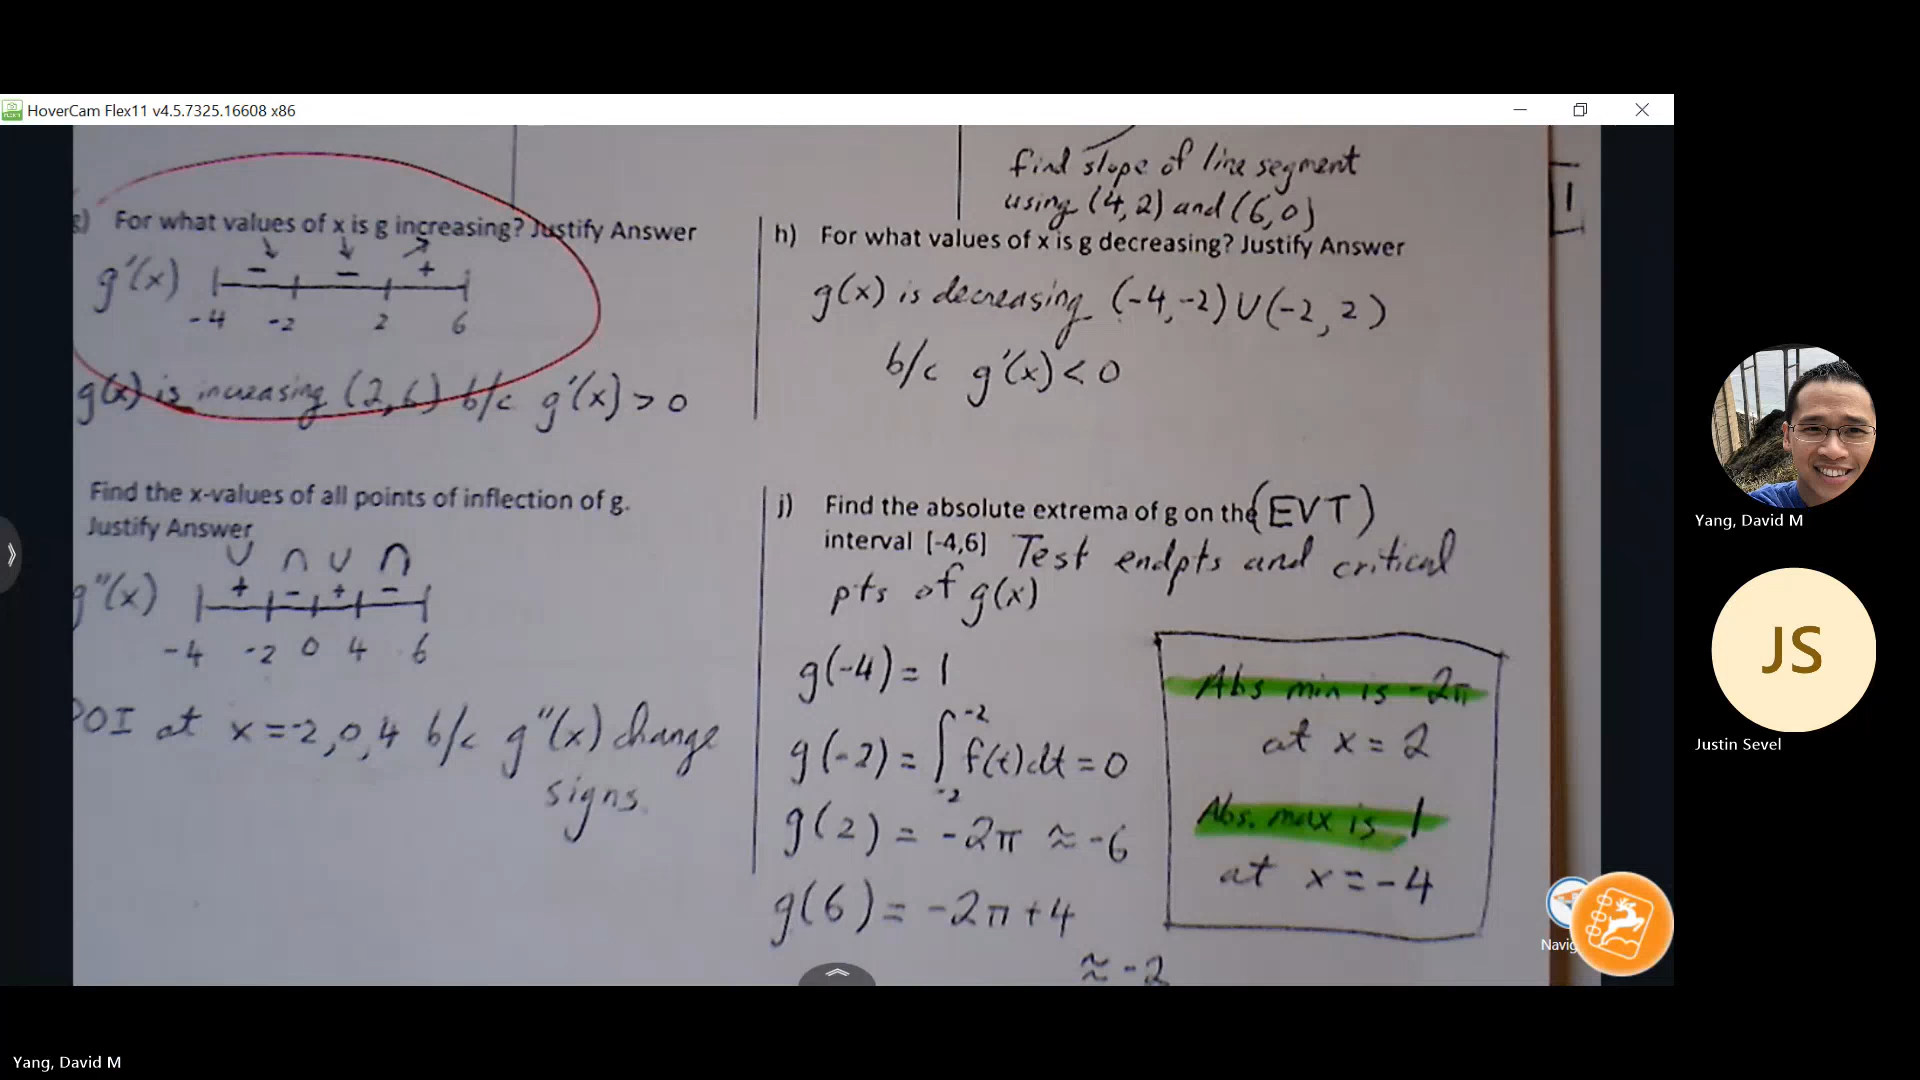 HoverCam Flex11 v4.5.7325.16608 x86
find slope of line segment
using (4,2) and (6,0)
1
g) For what values of x is g increasing? Justify Answer
g'(x) - - +
-4 -2 2 6
g(x) is increasing (2,6) b/c g'(x) > 0
h) For what values of x is g decreasing? Justify Answer
g(x) is decreasing (-4,-2) U (-2, 2)
b/c g'(x) < 0
Find the x-values of all points of inflection of g.
Justify Answer
∪ ∩ ∪ ∩
g"(x) + - + -
-4 -2 0 4 6
POI at x = -2, 0, 4 b/c g"(x) change
signs.
j) Find the absolute extrema of g on the (EVT)
interval [-4,6] Test endpts and critical
pts of g(x)
g(-4) = 1
g(-2) = ∫_{-2}^{-2} f(t)dt = 0
g(2) = -2π ≈ -6
g(6) = -2π + 4
≈ -2
Abs min is -2π
at x = 2
Abs. max is 1
at x = -4
Navig
Yang, David M
JS
Justin Sevel
Yang, David M